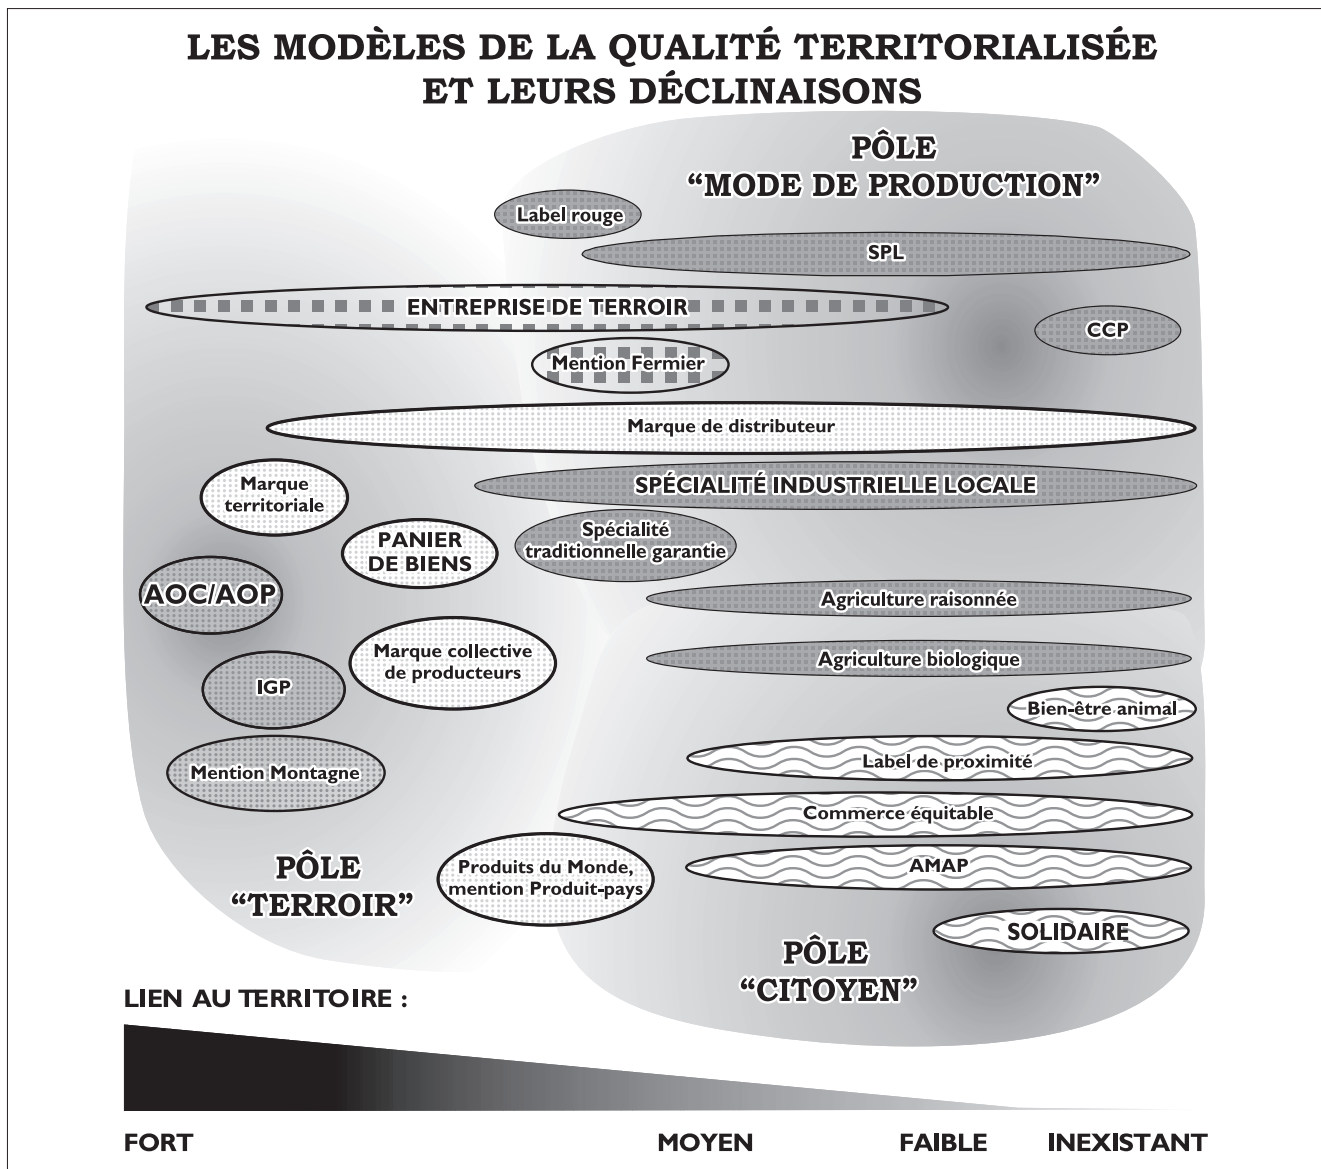 LES MODÈLES DE LA QUALITÉ TERRITORIALISÉE
ET LEURS DÉCLINAISONS
PÔLE
“MODE DE PRODUCTION”
Label rouge
SPL
ENTREPRISE DE TERROIR
CCP
Mention Fermier
Marque de distributeur
Marque
territoriale
SPÉCIALITÉ INDUSTRIELLE LOCALE
PANIER
DE BIENS
Spécialité
traditionnelle garantie
AOC/AOP
Agriculture raisonnée
Marque collective
de producteurs
Agriculture biologique
IGP
Bien-être animal
Mention Montagne
Label de proximité
Commerce équitable
PÔLE
“TERROIR”
Produits du Monde,
mention Produit-pays
AMAP
SOLIDAIRE
PÔLE
“CITOYEN”
LIEN AU TERRITOIRE :
FORT MOYEN FAIBLE INEXISTANT